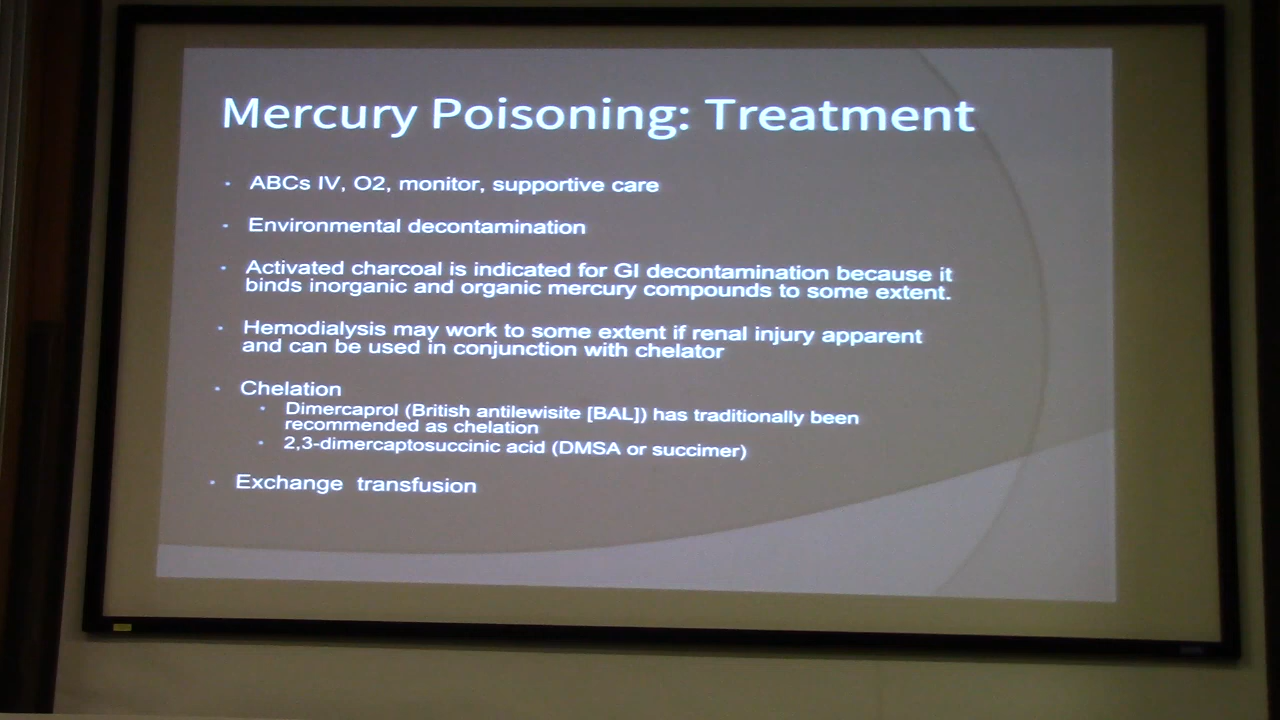 Mercury Poisoning: Treatment
• ABCs IV, O2, monitor, supportive care
• Environmental decontamination
• Activated charcoal is indicated for GI decontamination because it
binds inorganic and organic mercury compounds to some extent.
• Hemodialysis may work to some extent if renal injury apparent
and can be used in conjunction with chelator
• Chelation
• Dimercaprol (British antilewisite [BAL]) has traditionally been
recommended as chelation
• 2,3-dimercaptosuccinic acid (DMSA or succimer)
• Exchange transfusion